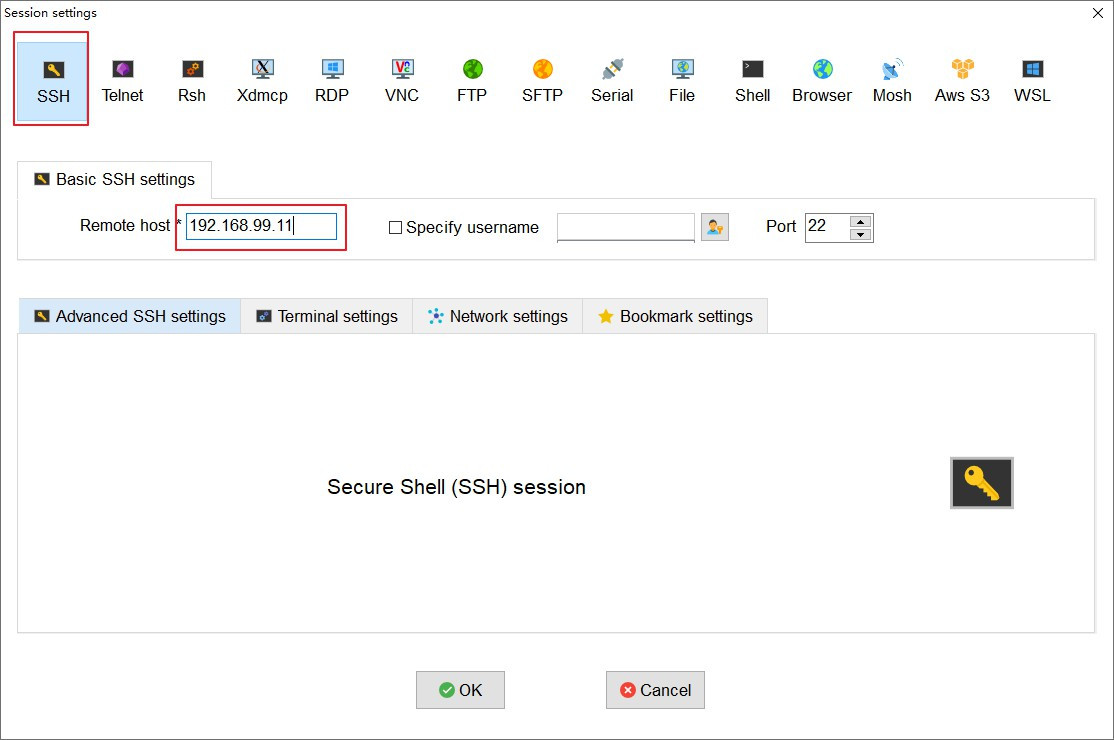 Session settings
SSH Telnet Rsh Xdmcp RDP VNC FTP SFTP Serial File Shell Browser Mosh Aws S3 WSL
Basic SSH settings
Remote host * 192.168.99.11 Specify username Port 22
Advanced SSH settings Terminal settings Network settings Bookmark settings
Secure Shell (SSH) session
OK Cancel